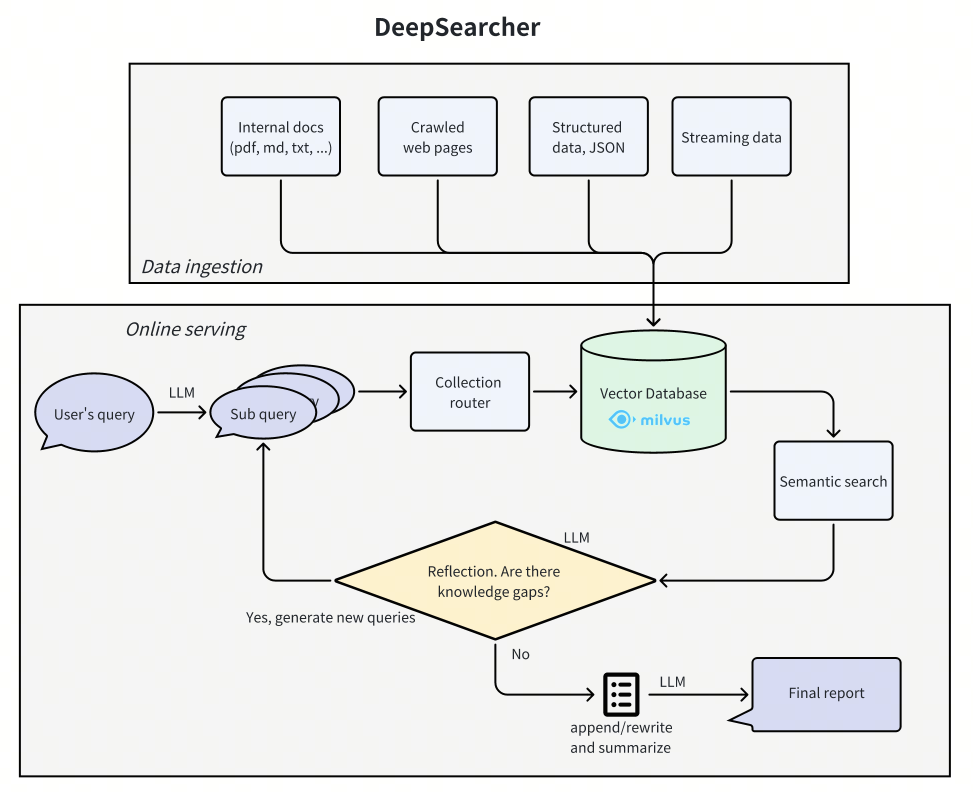 DeepSearcher
Internal docs
(pdf, md, txt, ...)
Crawled
web pages
Structured
data, JSON
Streaming data
Data ingestion
Online serving
User's query
LLM
Sub query
y
Collection
router
Vector Database
milvus
Semantic search
LLM
Reflection. Are there
knowledge gaps?
Yes, generate new queries
No
append/rewrite
and summarize
LLM
Final report